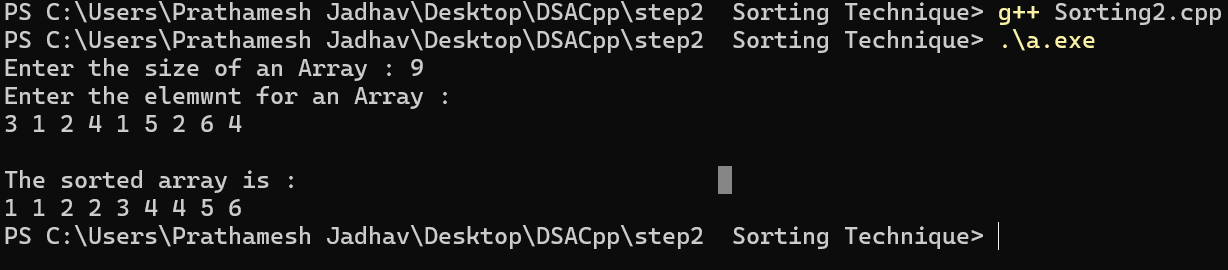 PS C:\Users\Prathamesh Jadhav\Desktop\DSACpp\step2  Sorting Technique> g++ Sorting2.cpp
PS C:\Users\Prathamesh Jadhav\Desktop\DSACpp\step2  Sorting Technique> .\a.exe
Enter the size of an Array : 9
Enter the elemwnt for an Array :
3 1 2 4 1 5 2 6 4
The sorted array is :
1 1 2 2 3 4 4 5 6
PS C:\Users\Prathamesh Jadhav\Desktop\DSACpp\step2  Sorting Technique>